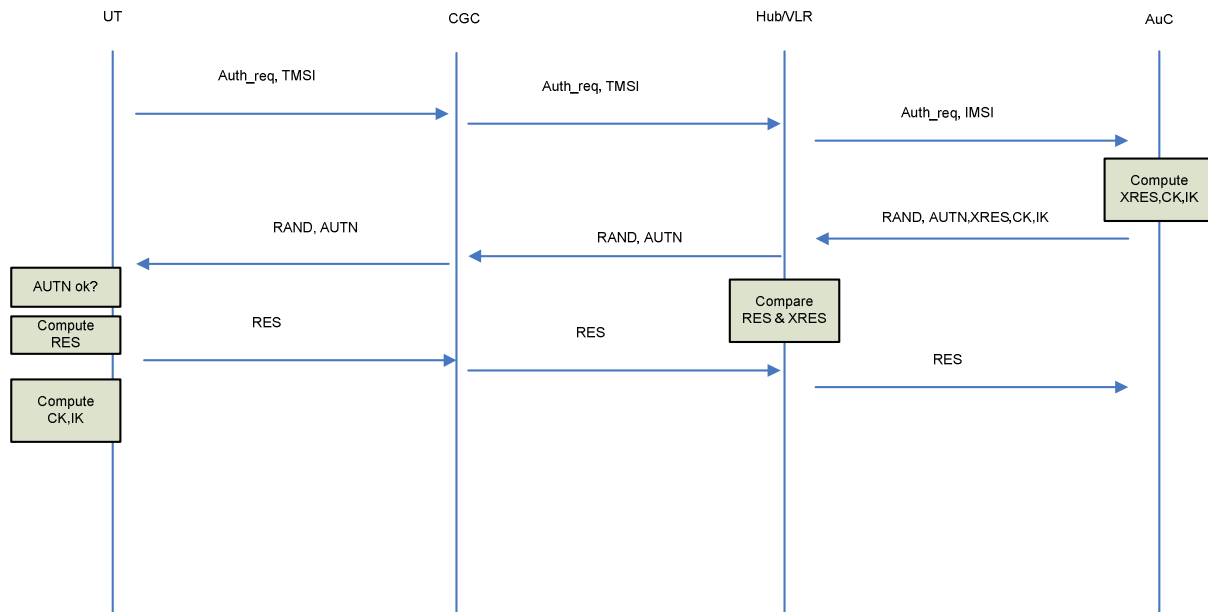 UT
CGC
Hub/VLR
AuC
Auth_req, TMSI
Auth_req, TMSI
Auth_req, IMSI
Compute
XRES,CK,IK
RAND, AUTN,XRES,CK,IK
RAND, AUTN
RAND, AUTN
AUTN ok?
Compare
RES & XRES
Compute
RES
RES
RES
RES
Compute
CK,IK